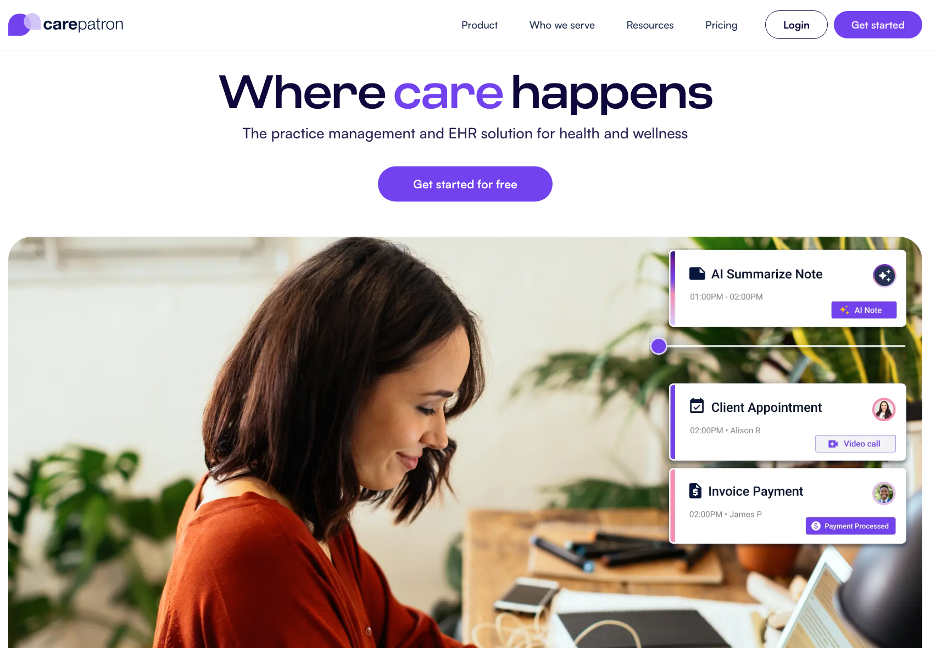 carepatron
Product
Who we serve
Resources
Pricing
Login
Get started
Where care happens
The practice management and EHR solution for health and wellness
Get started for free
AI Summarize Note
01:00PM - 02:00PM
AI Note
Client Appointment
02:00PM • Alison R
Video call
Invoice Payment
02:00PM • James P.
Payment Processed